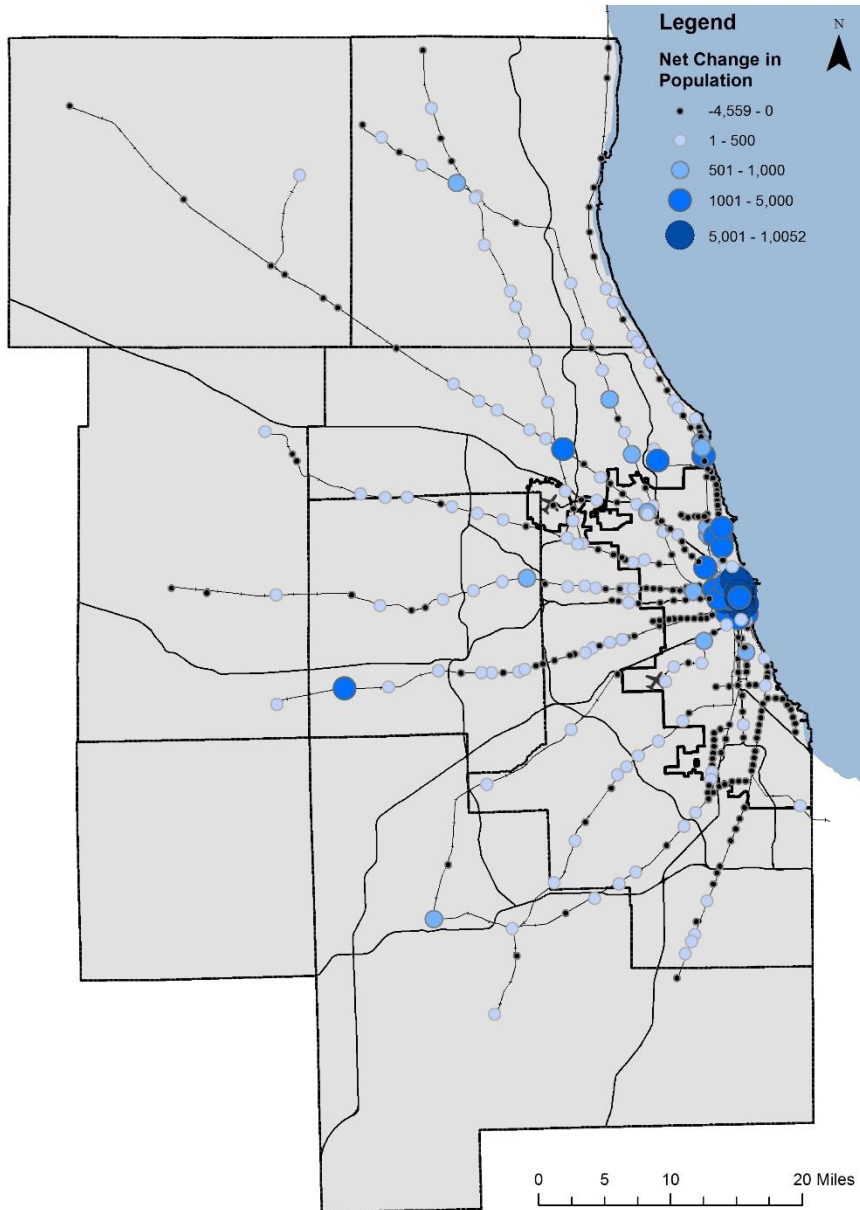 Legend
N
Net Change in
Population
-4,559 - 0
1 - 500
501 - 1,000
1001 - 5,000
5,001 - 1,0052
0 5 10 20 Miles